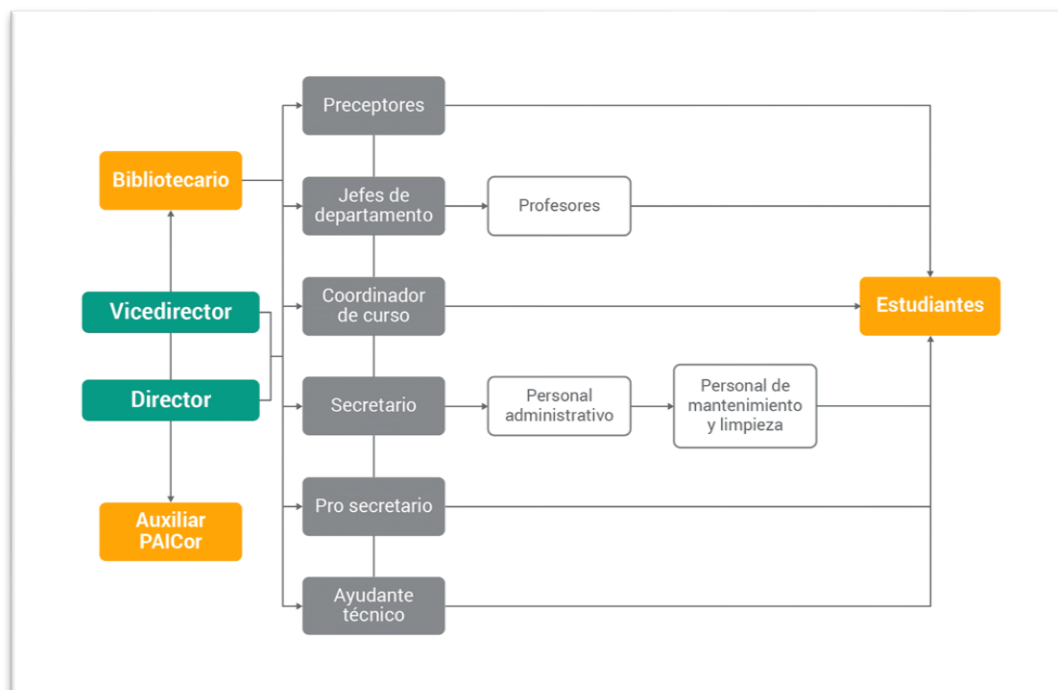 Preceptores
Bibliotecario
Jefes de
departamento
Profesores
Vicedirector
Coordinador
de curso
Estudiantes
Director
Secretario
Personal
administrativo
Personal de
mantenimiento
y limpieza
Auxiliar
PAICor
Pro secretario
Ayudante
técnico